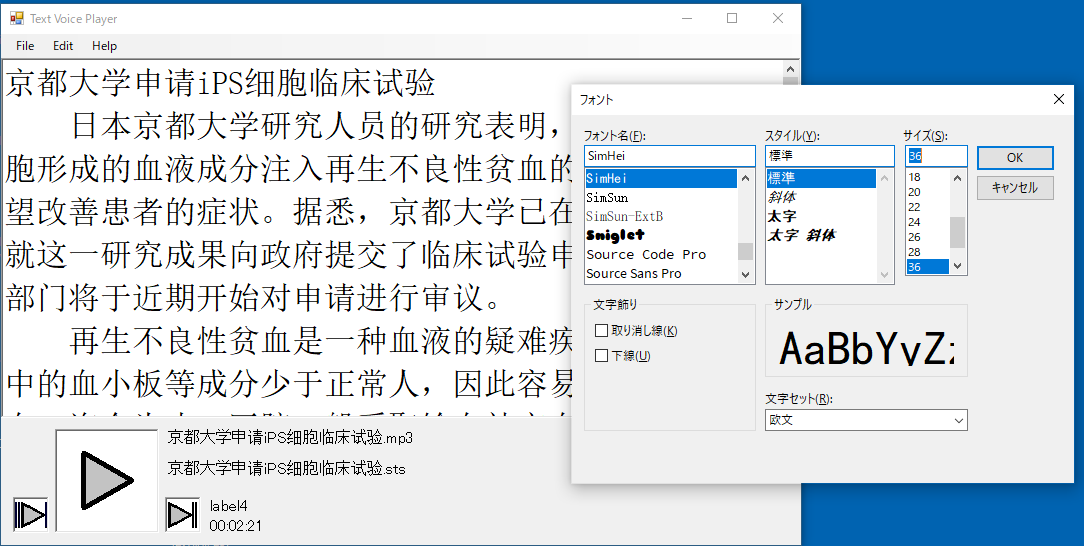 Text Voice Player
File Edit Help
京都大学申请iPS细胞临床试验
日本京都大学研究人员的研究表明，
胞形成的血液成分注入再生不良性贫血的
望改善患者的症状。据悉，京都大学已在
就这一研究成果向政府提交了临床试验申
部门将于近期开始对申请进行审议。
再生不良性贫血是一种血液的疑难疾
中的血小板等成分少于正常人，因此容易
京都大学申请iPS细胞临床试验.mp3
京都大学申请iPS细胞临床试验.sts
label4
00:02:21
フォント
フォント名(F):
SimHei
SimHei
SimSun
SimSun-ExtB
Sniglet
Source Code Pro
Source Sans Pro
スタイル(Y):
標準
標準
斜体
太字
太字 斜体
サイズ(S):
36
18
20
22
24
26
28
36
OK
キャンセル
文字飾り
取り消し線(K)
下線(U)
サンプル
AaBbYyZz
文字セット(R):
欧文